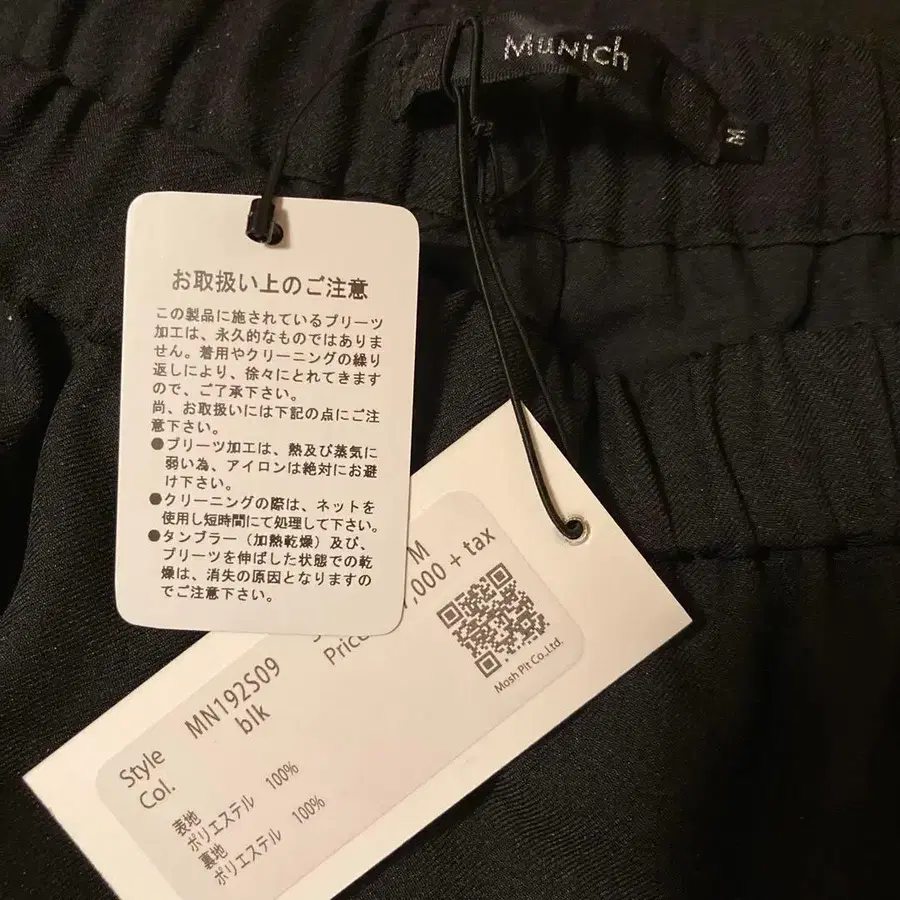 MUNich
M
お取扱い上のご注意
この製品に施されているプリーツ
加工は、永久的なものではありま
せん。着用やクリーニングの繰り
返しにより、徐々にとれてきます
ので、ご了承下さい。
尚、お取扱いには下記の点にご注
意下さい。
●プリーツ加工は、熱及び蒸気に
弱い為、アイロンは絶対にお避
け下さい。
●クリーニングの際は、ネットを
使用し短時間にて処理して下さい。
●タンブラー（加熱乾燥）及び、
プリーツを伸ばした状態での乾
燥は、消失の原因となりますの
でご注意下さい。
Style MN192S09
Col. blk
M
Price ,000 + tax
表地
ポリエステル 100%
裏地
ポリエステル 100%
Mosh Pit Co.,Ltd.